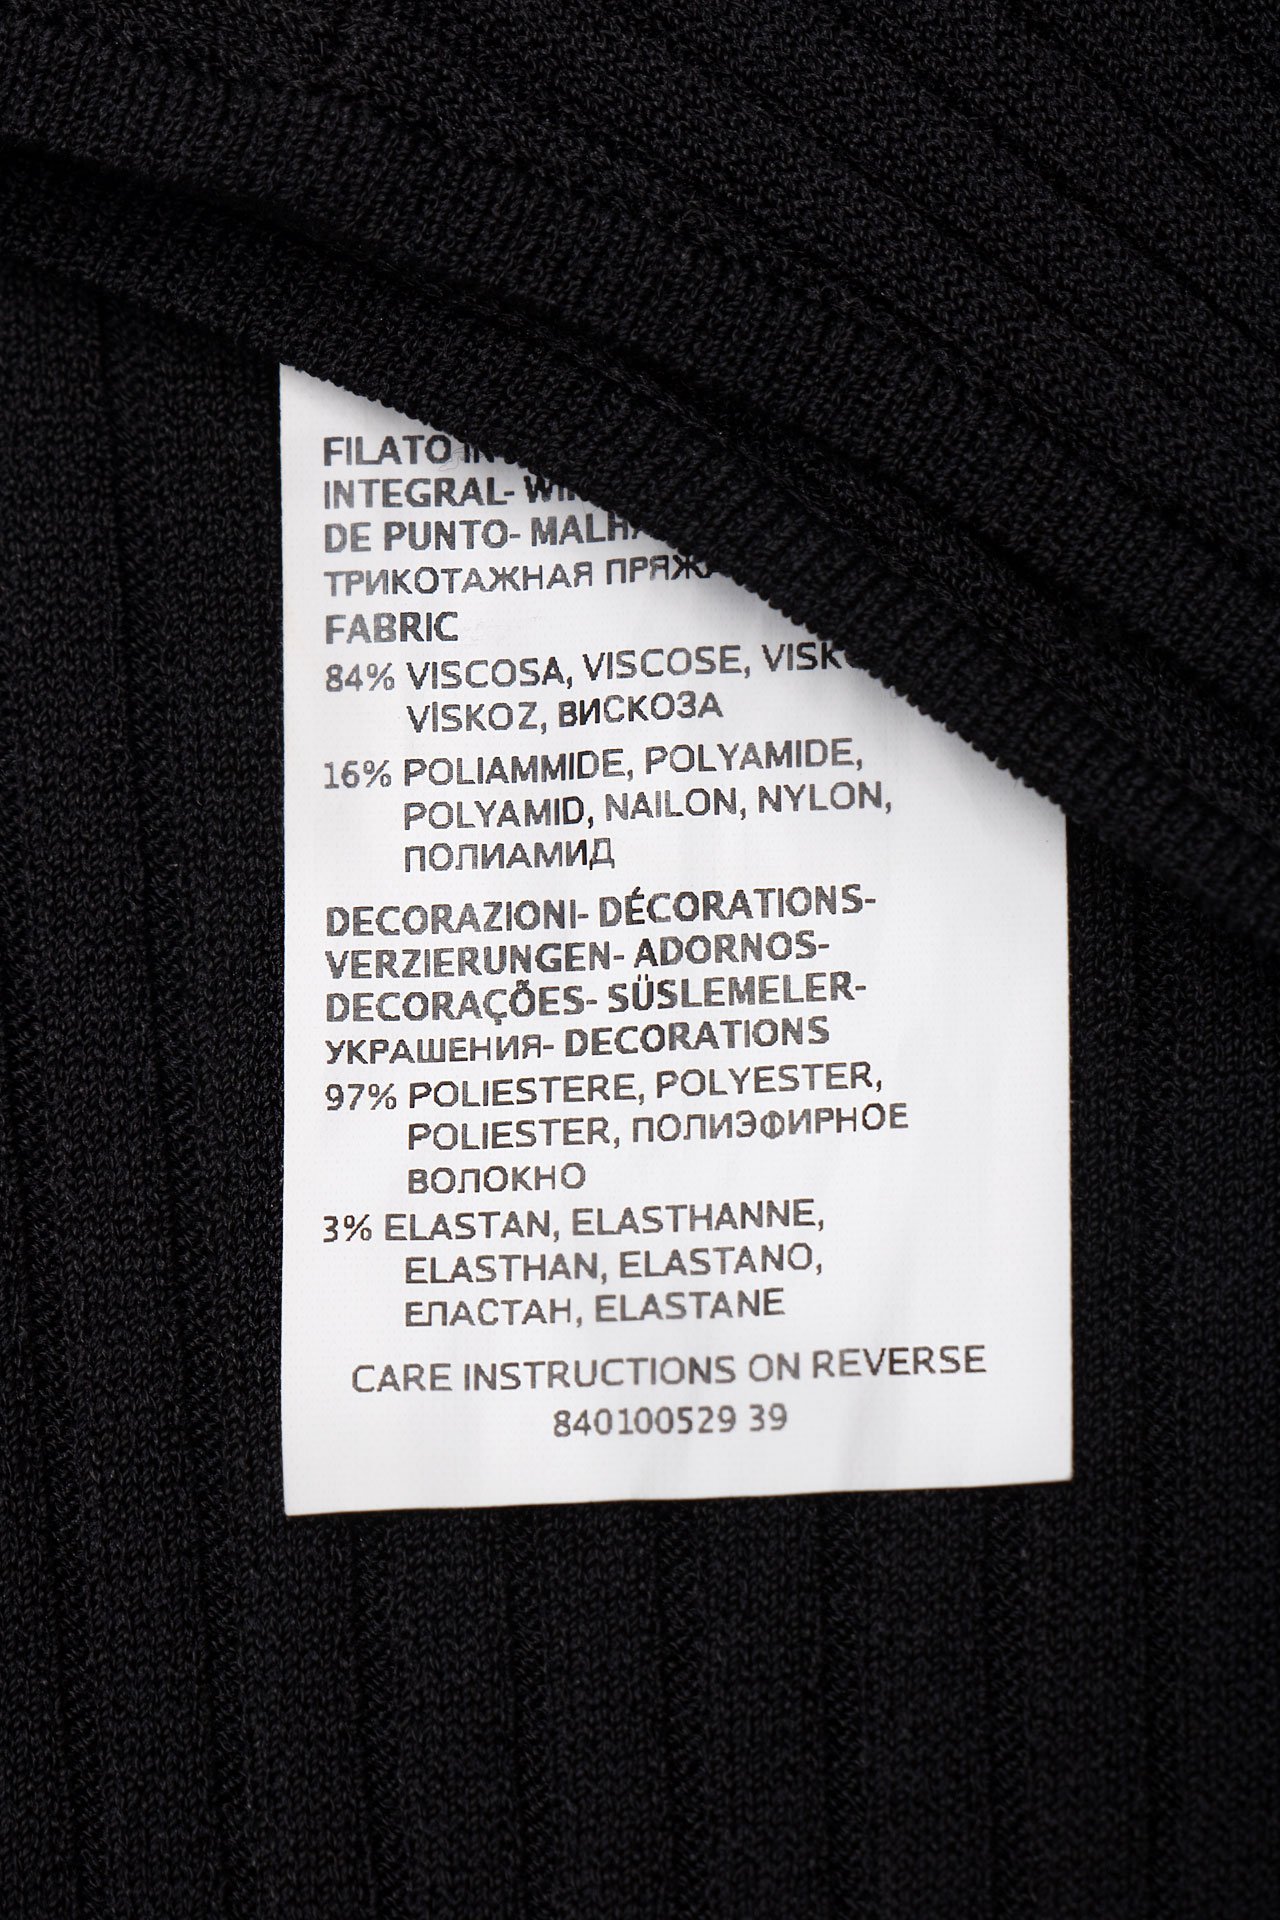 FILATO
INTEGRAL-
DE PUNTO- MALHA
ТРИКОТАЖНАЯ ПРЯЖА
FABRIC
84% VISCOSA, VISCOSE,
VISKOZ, ВИСКОЗА
16% POLIAMMIDE, POLYAMIDE,
POLYAMID, NAILON, NYLON,
ПОЛИАМИД
DECORAZIONI- DÉCORATIONS-
VERZIERUNGEN- ADORNOS-
DECORAÇÕES- SÜSLEMELER-
УКРАШЕНИЯ- DECORATIONS
97% POLIESTERE, POLYESTER,
POLIESTER, ПОЛИЭФИРНОЕ
ВОЛОКНО
3% ELASTAN, ELASTHANNE,
ELASTHAN, ELASTANO,
ЕПАСТАН, ELASTANE
CARE INSTRUCTIONS ON REVERSE
840100529 39